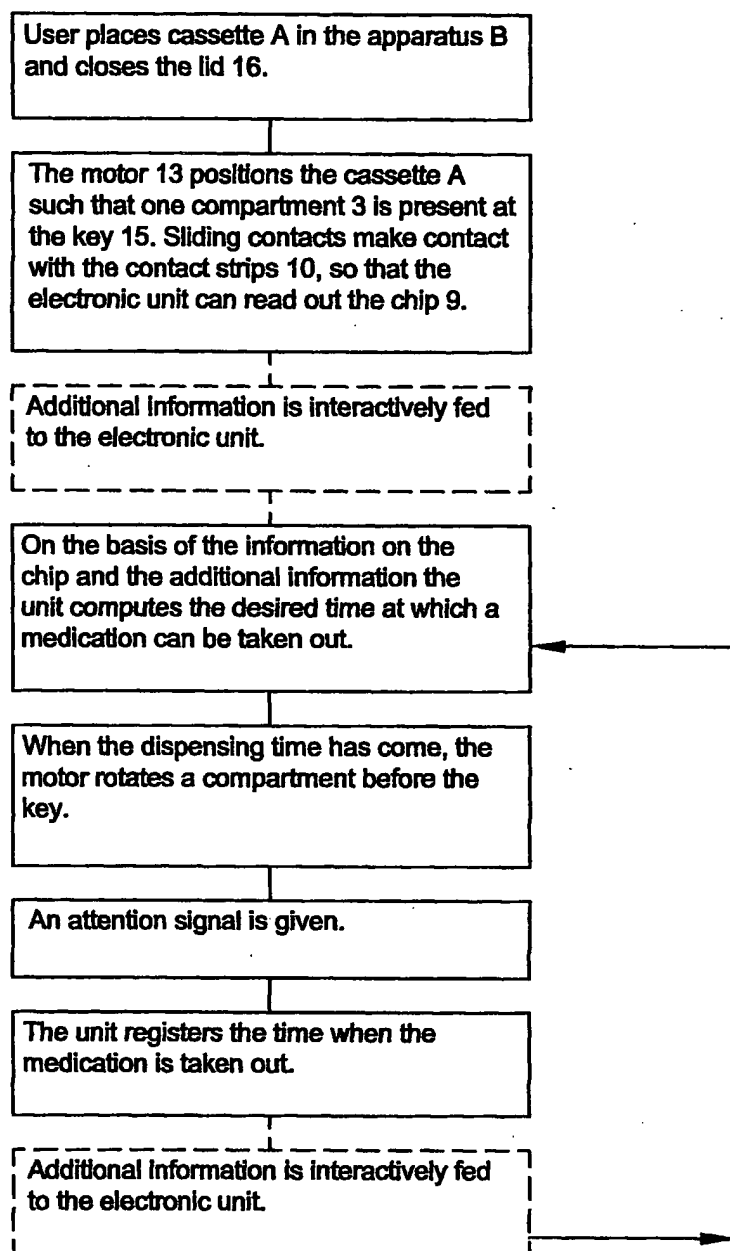 User places cassette A in the apparatus B
and closes the lid 16.
The motor 13 positions the cassette A
such that one compartment 3 is present at
the key 15. Sliding contacts make contact
with the contact strips 10, so that the
electronic unit can read out the chip 9.
Additional information is interactively fed
to the electronic unit.
On the basis of the information on the
chip and the additional information the
unit computes the desired time at which a
medication can be taken out.
When the dispensing time has come, the
motor rotates a compartment before the
key.
An attention signal is given.
The unit registers the time when the
medication is taken out.
Additional information is interactively fed
to the electronic unit.